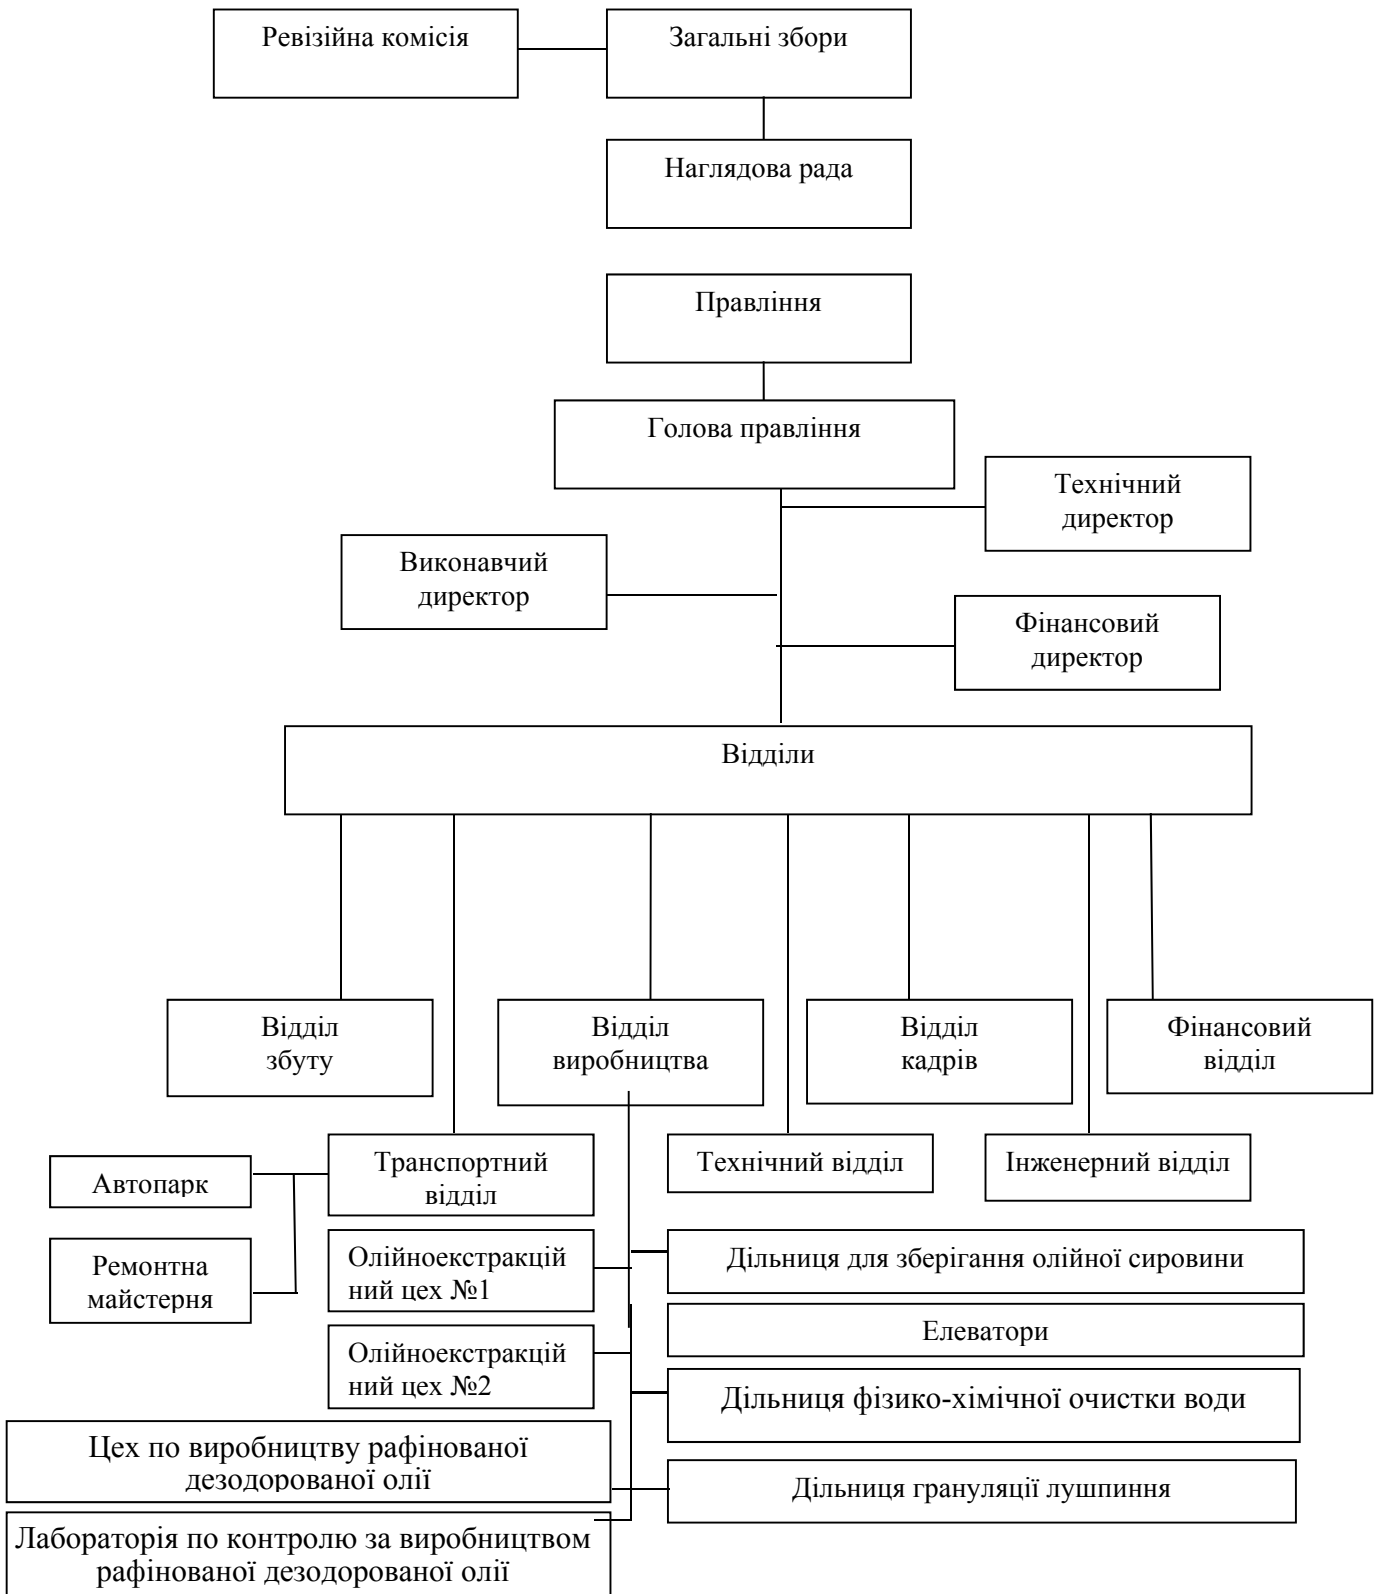 Ревізійна комісія
Загальні збори
Наглядова рада
Правління
Голова правління
Технічний
директор
Виконавчий
директор
Фінансовий
директор
Відділи
Відділ
збуту
Відділ
виробництва
Відділ
кадрів
Фінансовий
відділ
Транспортний
відділ
Технічний відділ
Інженерний відділ
Автопарк
Ремонтна
майстерня
Олійноекстракцій
ний цех №1
Дільниця для зберігання олійної сировини
Елеватори
Олійноекстракцій
ний цех №2
Дільниця фізико-хімічної очистки води
Цех по виробництву рафінованої
дезодорованої олії
Дільниця грануляції лушпиння
Лабораторія по контролю за виробництвом
рафінованої дезодорованої олії